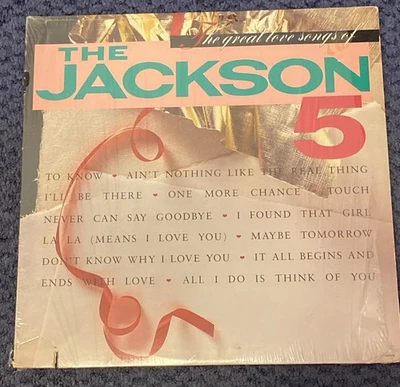 The great love songs of
THE
JACKSON
5
TO KNOW ♥ AIN'T NOTHING LIKE THE REAL THING
I'LL BE THERE ♥ ONE MORE CHANCE ♥ TOUCH
NEVER CAN SAY GOODBYE ♥ I FOUND THAT GIRL
LA LA (MEANS I LOVE YOU) ♥ MAYBE TOMORROW
DON'T KNOW WHY I LOVE YOU ♥ IT ALL BEGINS AND
ENDS WITH LOVE ♥ ALL I DO IS THINK OF YOU